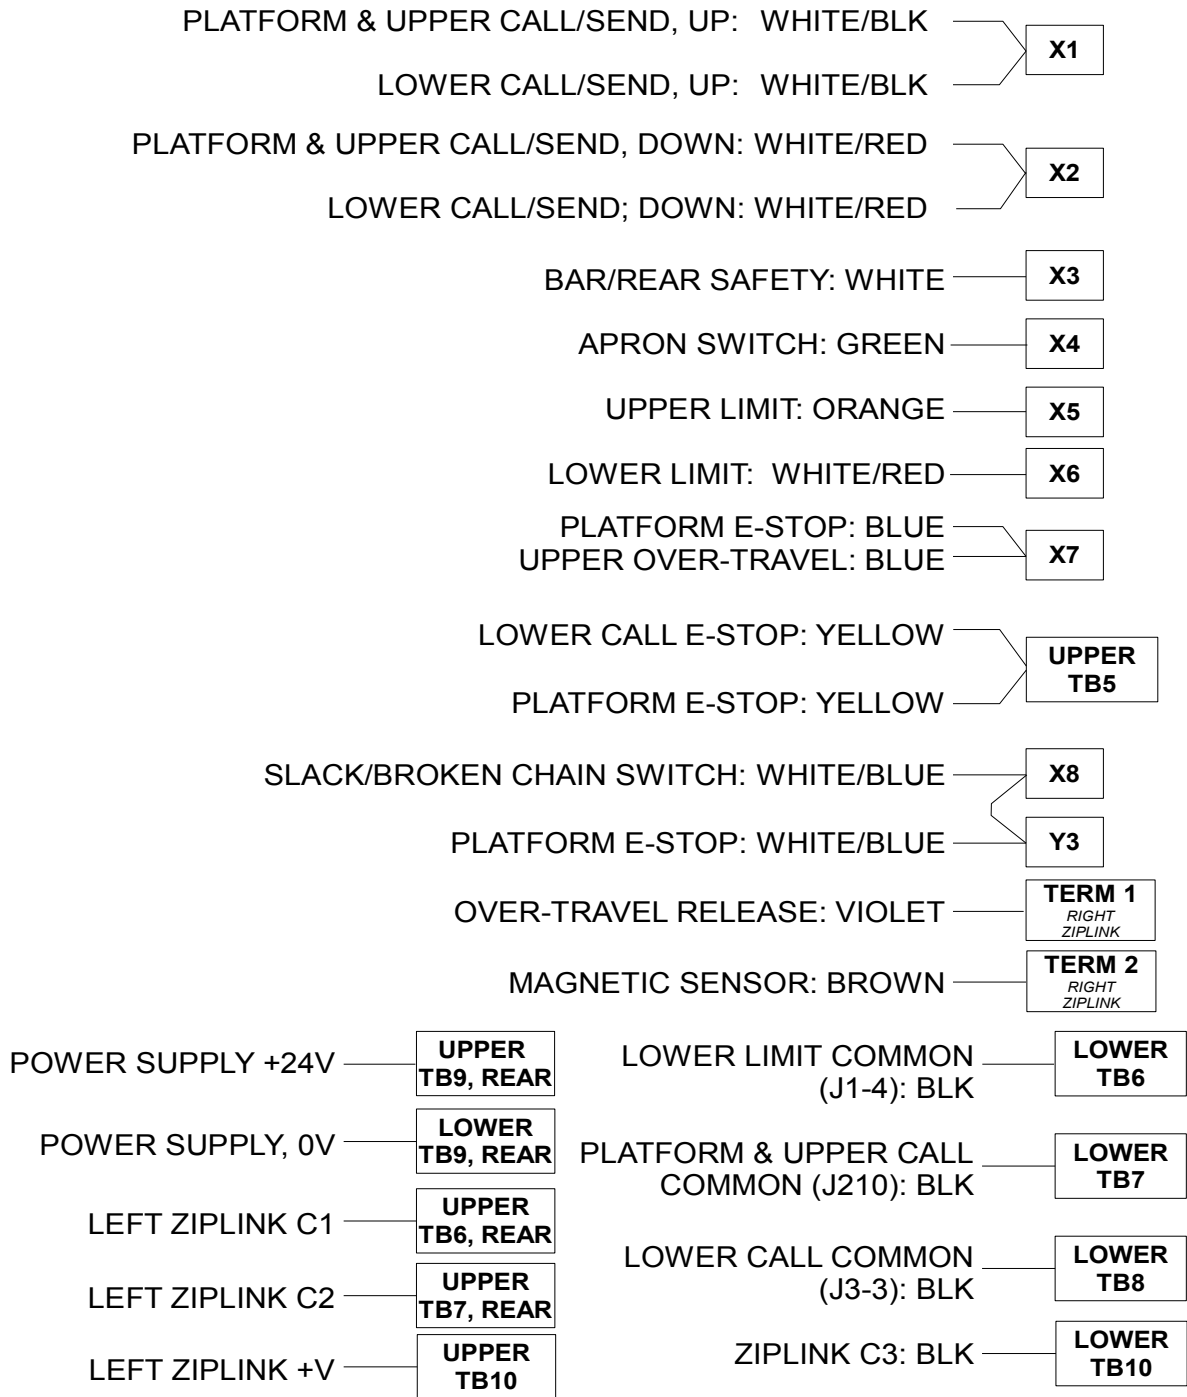 PLATFORM & UPPER CALL/SEND, UP: WHITE/BLK
X1
LOWER CALL/SEND, UP: WHITE/BLK
PLATFORM & UPPER CALL/SEND, DOWN: WHITE/RED
X2
LOWER CALL/SEND; DOWN: WHITE/RED
BAR/REAR SAFETY: WHITE
X3
APRON SWITCH: GREEN
X4
UPPER LIMIT: ORANGE
X5
LOWER LIMIT: WHITE/RED
X6
PLATFORM E-STOP: BLUE
UPPER OVER-TRAVEL: BLUE
X7
LOWER CALL E-STOP: YELLOW
UPPER
TB5
PLATFORM E-STOP: YELLOW
SLACK/BROKEN CHAIN SWITCH: WHITE/BLUE
X8
PLATFORM E-STOP: WHITE/BLUE
Y3
OVER-TRAVEL RELEASE: VIOLET
TERM 1
RIGHT
ZIPLINK
MAGNETIC SENSOR: BROWN
TERM 2
RIGHT
ZIPLINK
POWER SUPPLY +24V
UPPER
TB9, REAR
POWER SUPPLY, 0V
LOWER
TB9, REAR
LEFT ZIPLINK C1
UPPER
TB6, REAR
LEFT ZIPLINK C2
UPPER
TB7, REAR
LEFT ZIPLINK +V
UPPER
TB10
LOWER LIMIT COMMON
(J1-4): BLK
LOWER
TB6
PLATFORM & UPPER CALL
COMMON (J210): BLK
LOWER
TB7
LOWER CALL COMMON
(J3-3): BLK
LOWER
TB8
ZIPLINK C3: BLK
LOWER
TB10